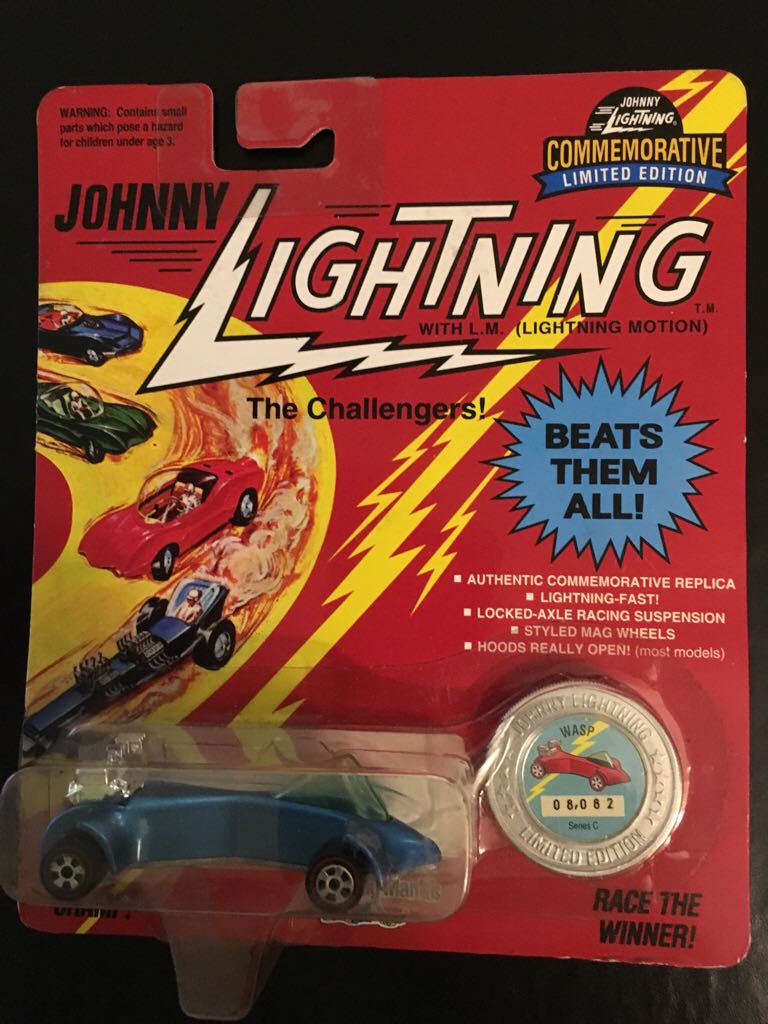 WARNING: Contains small
parts which pose a hazard
for children under age 3.
JOHNNY
LIGHTNING®
COMMEMORATIVE
LIMITED EDITION
JOHNNY
LIGHTNING
T.M.
WITH L.M. (LIGHTNING MOTION)
The Challengers!
BEATS
THEM
ALL!
■ AUTHENTIC COMMEMORATIVE REPLICA
■ LIGHTNING-FAST!
■ LOCKED-AXLE RACING SUSPENSION
■ STYLED MAG WHEELS
■ HOODS REALLY OPEN! (most models)
JOHNNY LIGHTNING
WASP
08,082
Series C
LIMITED EDITION
RACE THE
WINNER!